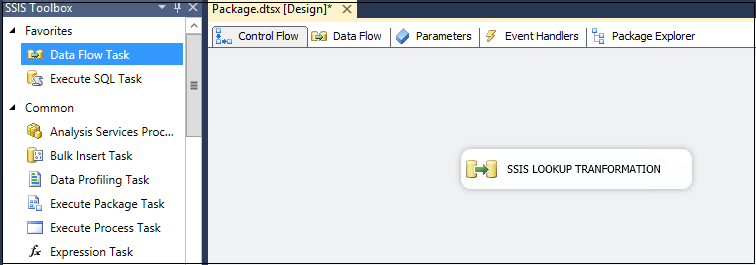 SSIS Toolbox
Favorites
Data Flow Task
Execute SQL Task
Common
Analysis Services Proc...
Bulk Insert Task
Data Profiling Task
Execute Package Task
Execute Process Task
Expression Task
Package.dtsx [Design]*
Control Flow Data Flow Parameters Event Handlers Package Explorer
SSIS LOOKUP TRANFORMATION